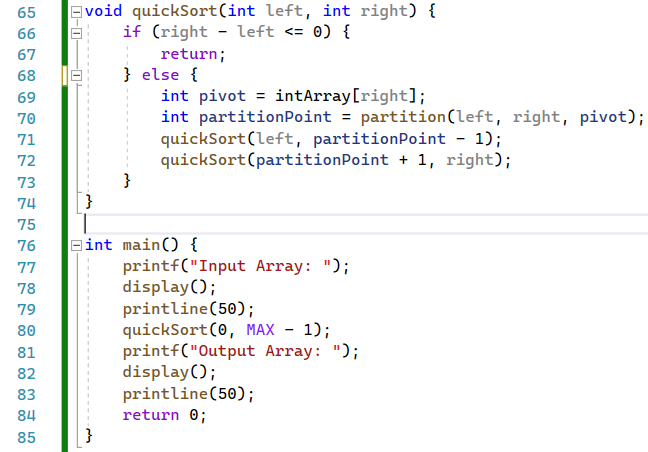 65 void quickSort(int left, int right) {
66     if (right - left <= 0) {
67         return;
68     } else {
69         int pivot = intArray[right];
70         int partitionPoint = partition(left, right, pivot);
71         quickSort(left, partitionPoint - 1);
72         quickSort(partitionPoint + 1, right);
73     }
74 }
75
76 int main() {
77     printf("Input Array: ");
78     display();
79     printline(50);
80     quickSort(0, MAX - 1);
81     printf("Output Array: ");
82     display();
83     printline(50);
84     return 0;
85 }